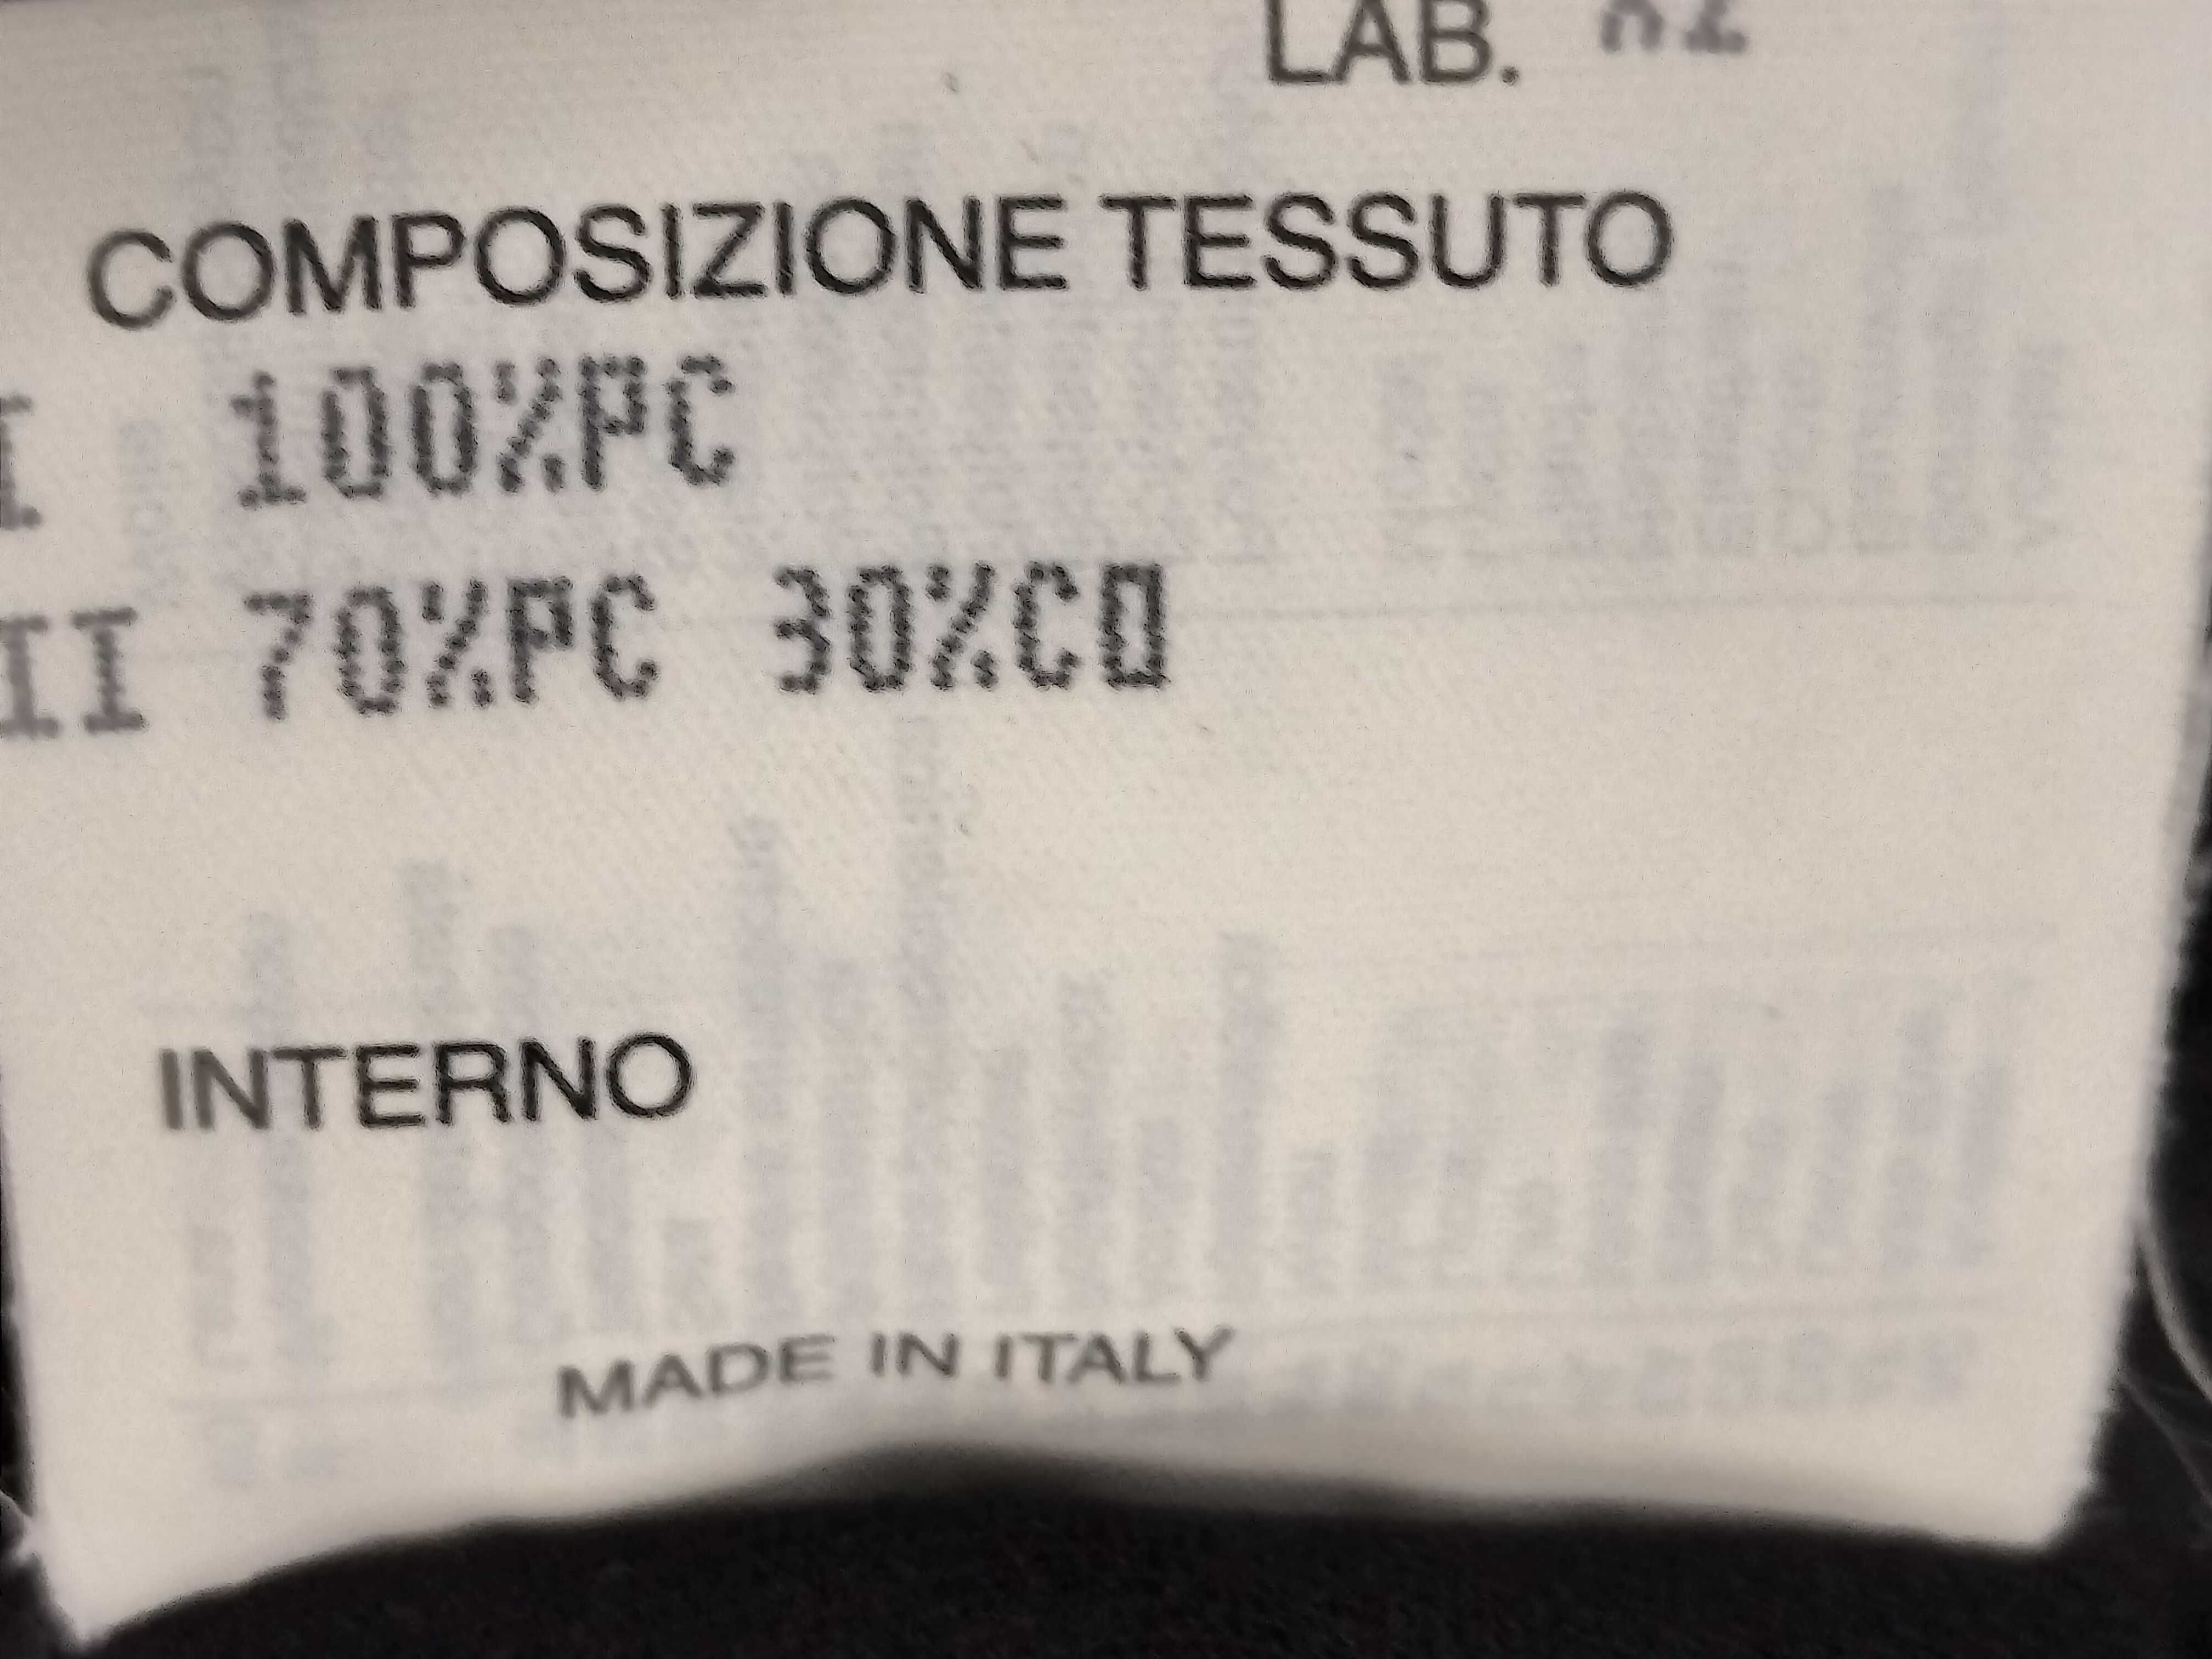 LAB.
COMPOSIZIONE TESSUTO
I 100%PC
II 70%PC 30%CO
INTERNO
MADE IN ITALY